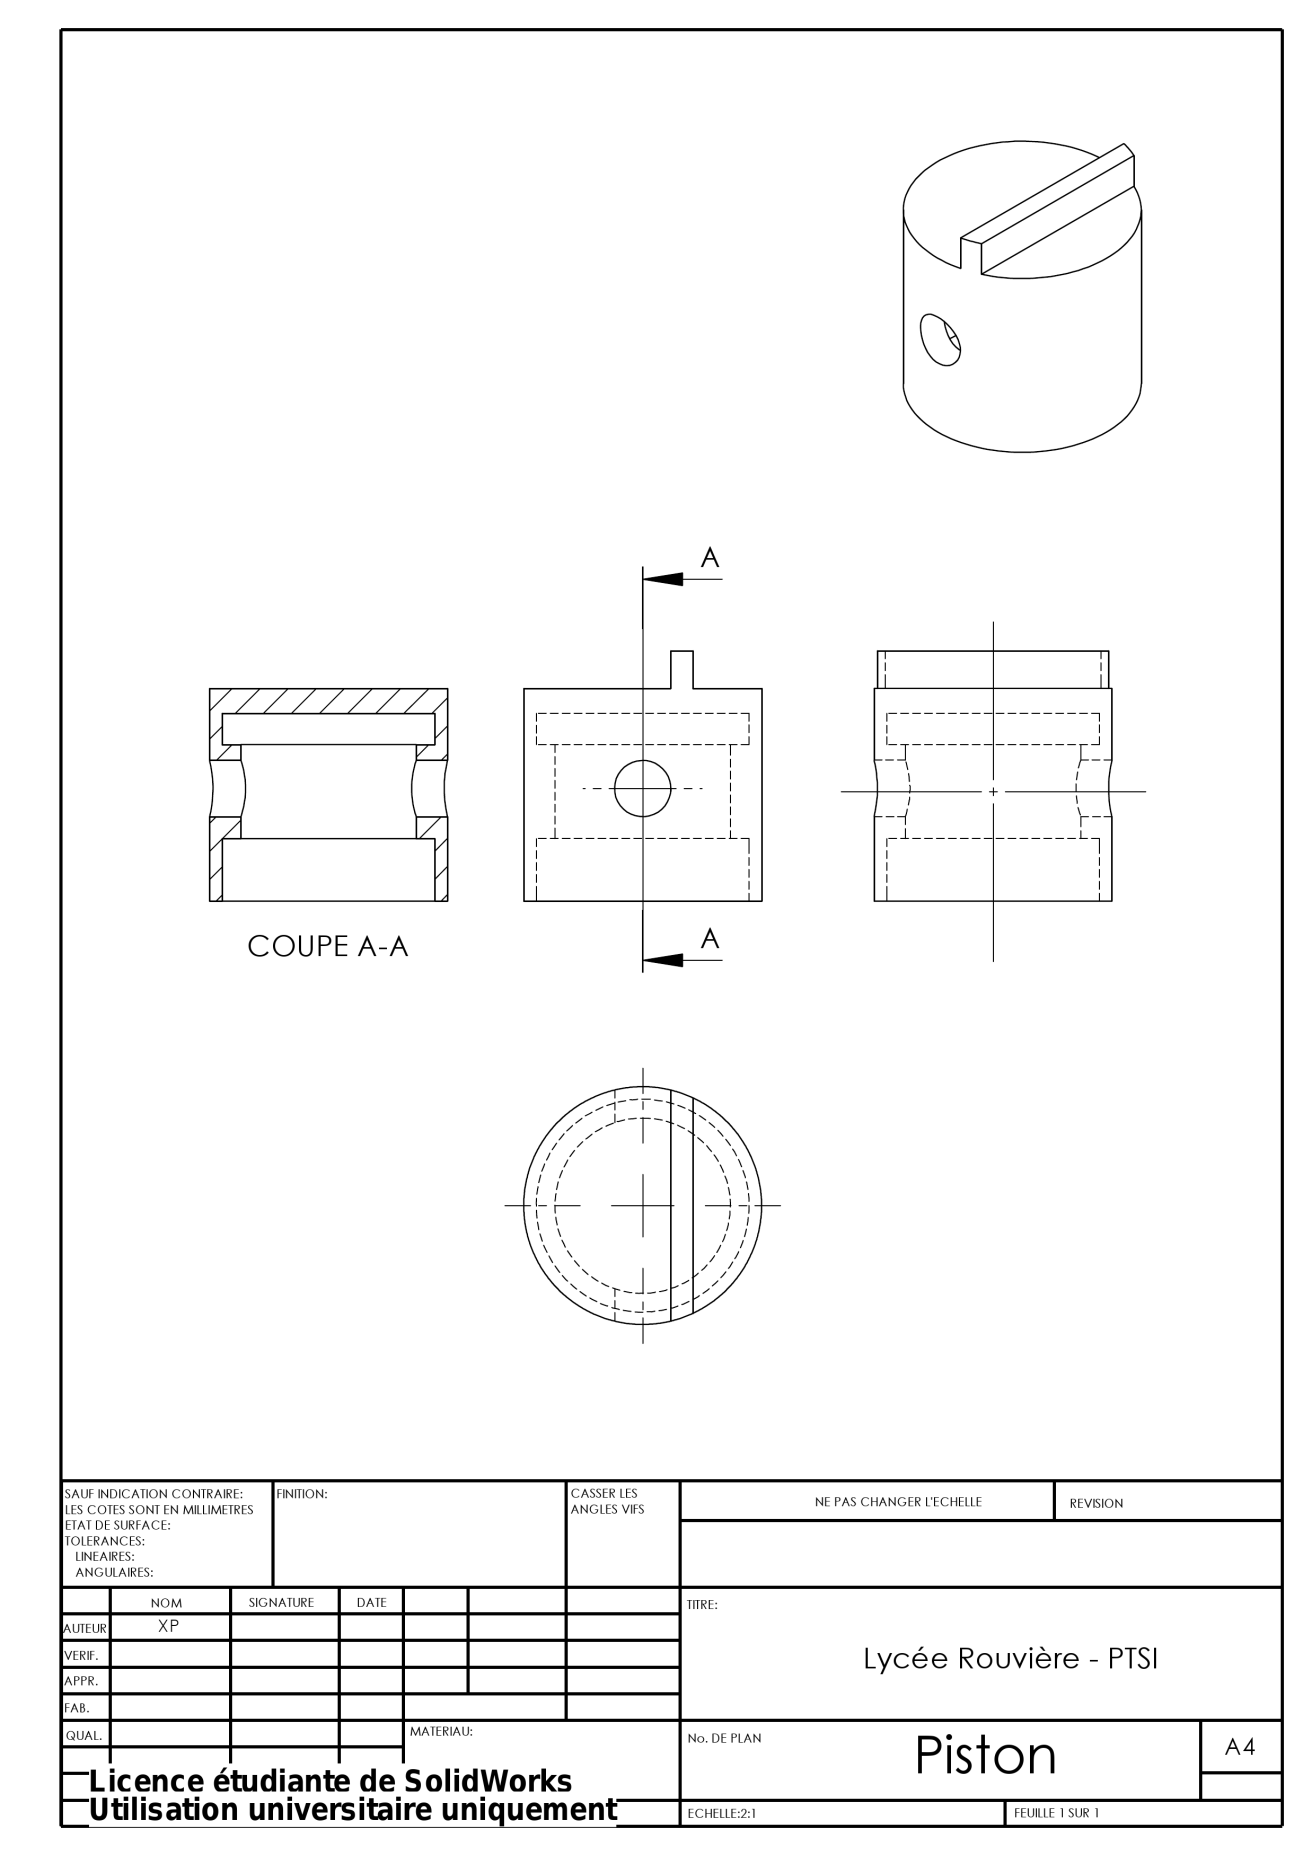 A
A
COUPE A-A
SAUF INDICATION CONTRAIRE:
LES COTES SONT EN MILLIMETRES
ETAT DE SURFACE:
TOLERANCES:
LINEAIRES:
ANGULAIRES:
FINITION:
CASSER LES
ANGLES VIFS
NE PAS CHANGER L'ECHELLE
REVISION
NOM
SIGNATURE
DATE
AUTEUR
XP
VERIF.
APPR.
FAB.
QUAL.
MATERIAU:
TITRE:
Lycée Rouvière - PTSI
No. DE PLAN
Piston
A4
ECHELLE:2:1
FEUILLE 1 SUR 1
Licence étudiante de SolidWorks
Utilisation universitaire uniquement